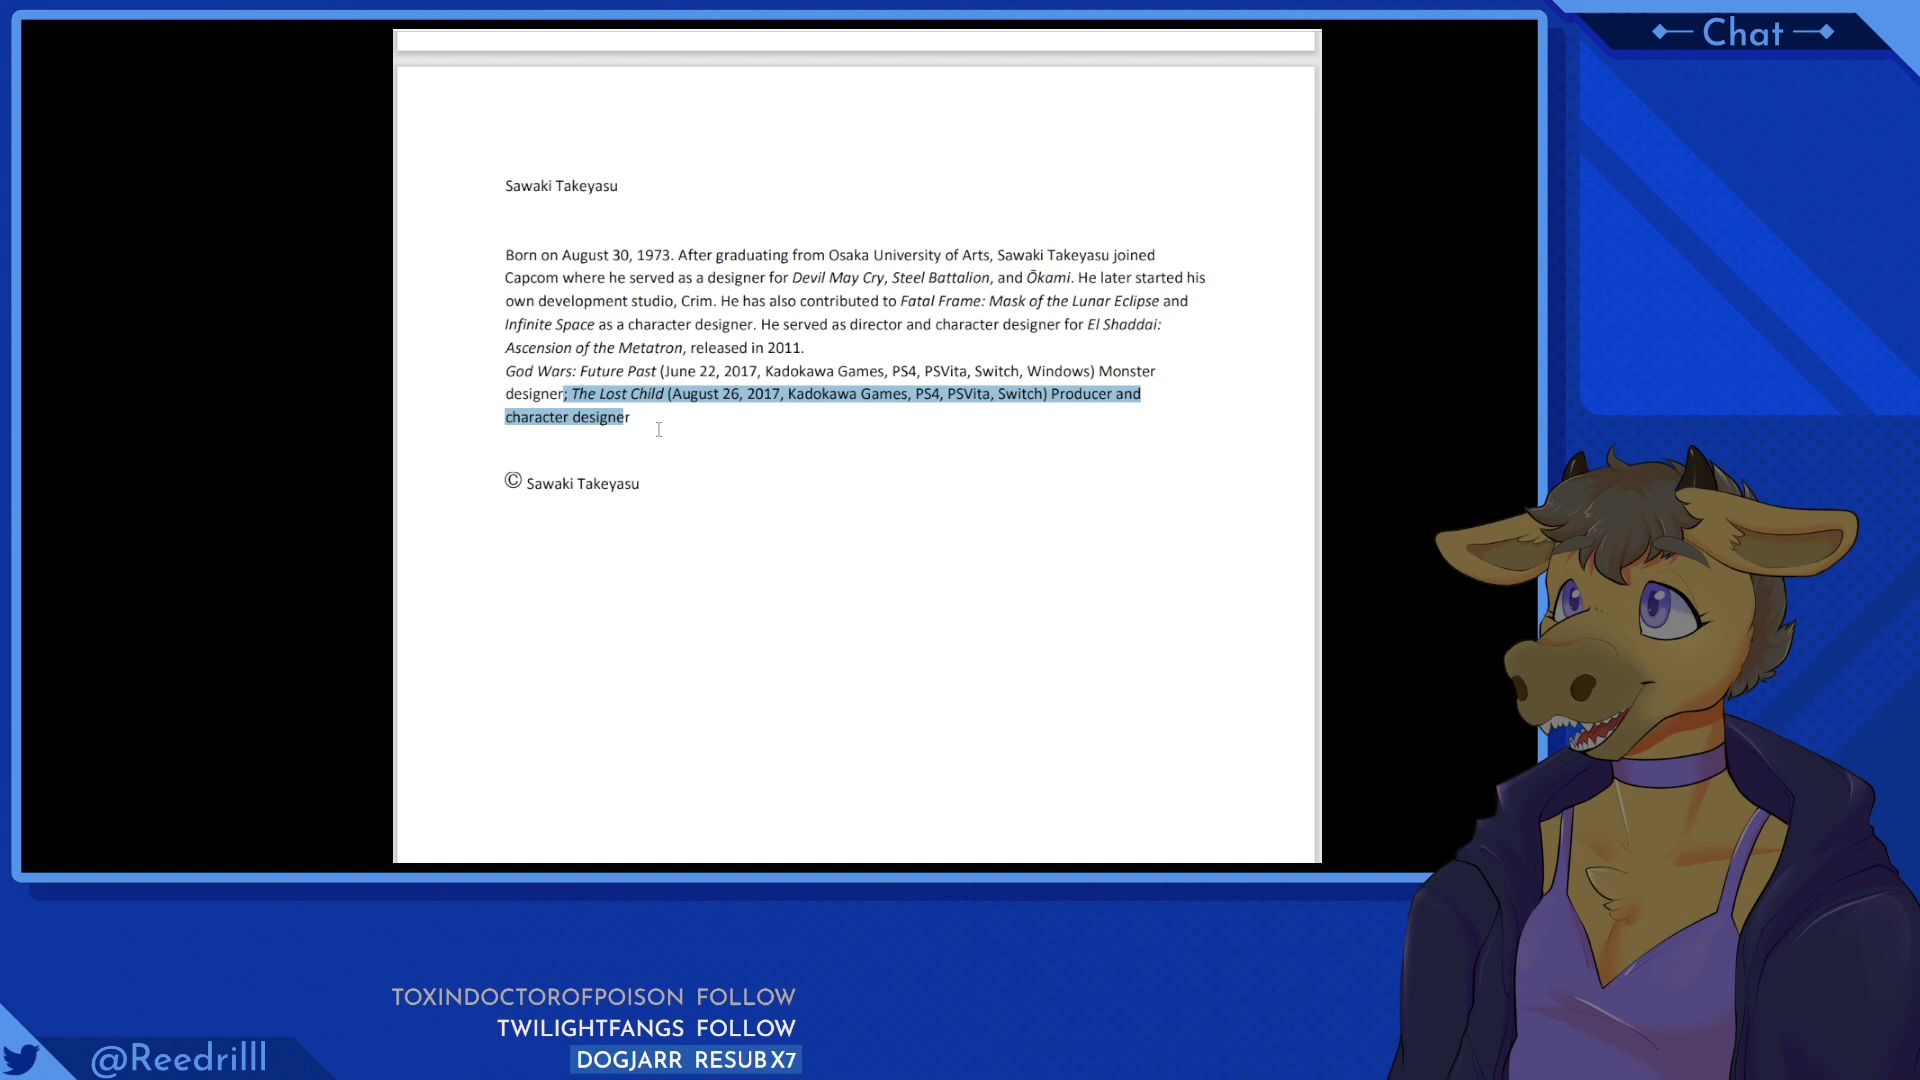 Chat
Sawaki Takeyasu
Born on August 30, 1973. After graduating from Osaka University of Arts, Sawaki Takeyasu joined
Capcom where he served as a designer for Devil May Cry, Steel Battalion, and Ōkami. He later started his
own development studio, Crim. He has also contributed to Fatal Frame: Mask of the Lunar Eclipse and
Infinite Space as a character designer. He served as director and character designer for El Shaddai:
Ascension of the Metatron, released in 2011.
God Wars: Future Past (June 22, 2017, Kadokawa Games, PS4, PSVita, Switch, Windows) Monster
designer; The Lost Child (August 26, 2017, Kadokawa Games, PS4, PSVita, Switch) Producer and
character designer
© Sawaki Takeyasu
TOXINDOCTOROFPOISON FOLLOW
TWILIGHTFANGS FOLLOW
DOGJARR RESUB X7
@Reedrilll